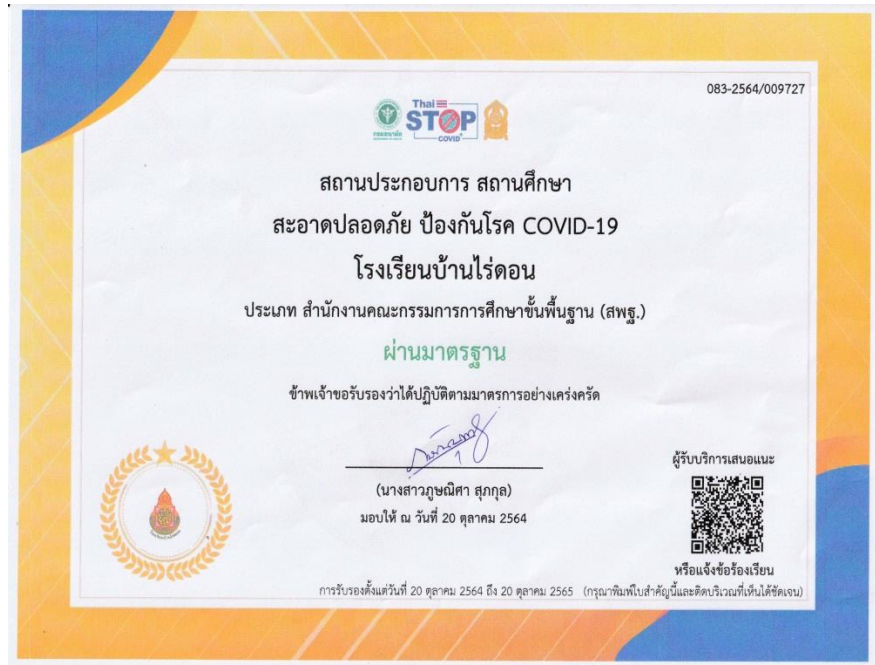 083-2564/009727
Thai
STOP
COVID
กรมอนามัย
สถานประกอบการ สถานศึกษา
สะอาดปลอดภัย ป้องกันโรค COVID-19
โรงเรียนบ้านไร่ดอน
ประเภท สำนักงานคณะกรรมการการศึกษาขั้นพื้นฐาน (สพฐ.)
ผ่านมาตรฐาน
ข้าพเจ้าขอรับรองว่าได้ปฏิบัติตามมาตรการอย่างเคร่งครัด
(นางสาวภูษณิศา สุภกุล)
มอบให้ ณ วันที่ 20 ตุลาคม 2564
ผู้รับบริการเสนอแนะ
หรือแจ้งข้อร้องเรียน
การรับรองตั้งแต่วันที่ 20 ตุลาคม 2564 ถึง 20 ตุลาคม 2565 (กรุณาพิมพ์ใบสำคัญนี้และติดบริเวณที่เห็นได้ชัดเจน)